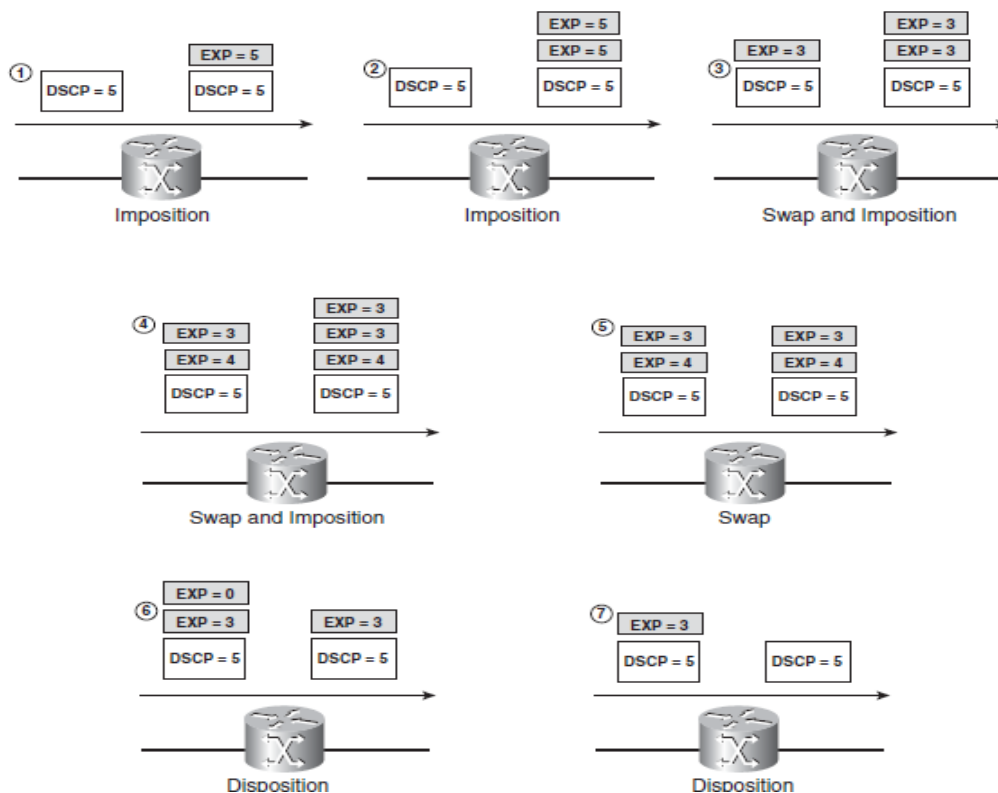 EXP = 5
① DSCP = 5 DSCP = 5
Imposition
EXP = 5
EXP = 5
② DSCP = 5 DSCP = 5
Imposition
EXP = 3
③ EXP = 3 EXP = 3
DSCP = 5 DSCP = 5
Swap and Imposition
EXP = 3
④ EXP = 3 EXP = 3
EXP = 4 EXP = 4
DSCP = 5 DSCP = 5
Swap and Imposition
⑤ EXP = 3 EXP = 3
EXP = 4 EXP = 4
DSCP = 5 DSCP = 5
Swap
EXP = 0
⑥ EXP = 3 EXP = 3
DSCP = 5 DSCP = 5
Disposition
⑦ EXP = 3
DSCP = 5 DSCP = 5
Disposition